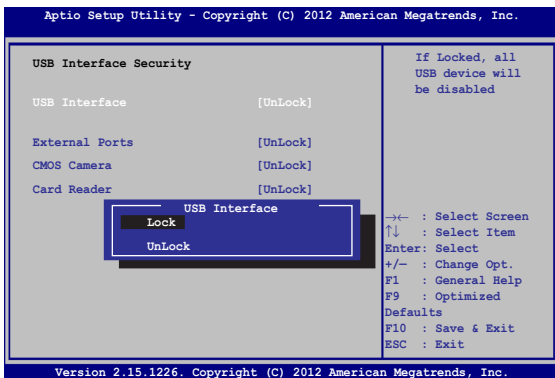 Aptio Setup Utility - Copyright (C) 2012 American Megatrends, Inc.
USB Interface Security
USB Interface [UnLock]
External Ports [UnLock]
CMOS Camera [UnLock]
Card Reader [UnLock]
USB Interface
Lock
UnLock
If Locked, all
USB device will
be disabled
→← : Select Screen
↑↓ : Select Item
Enter: Select
+/— : Change Opt.
F1 : General Help
F9 : Optimized
Defaults
F10 : Save & Exit
ESC : Exit
Version 2.15.1226. Copyright (C) 2012 American Megatrends, Inc.